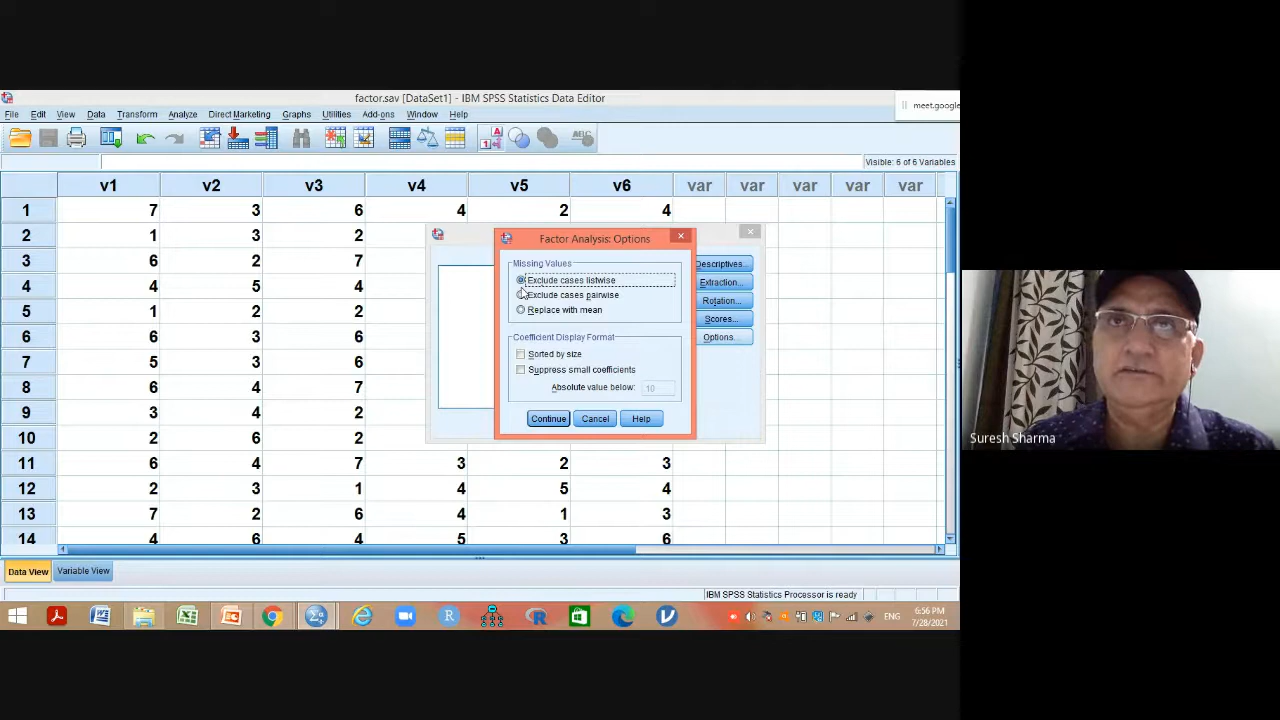 factor.sav [DataSet1] - IBM SPSS Statistics Data Editor
meet.google
File Edit View Data Transform Analyze Direct Marketing Graphs Utilities Add-ons Window Help
Visible: 6 of 6 Variables
v1 v2 v3 v4 v5 v6 var var var var var
1 7 3 6 4 2 4
2 1 3 2
3 6 2 7
4 4 5 4
5 1 2 2
6 6 3 6
7 5 3 6
8 6 4 7
9 3 4 2
10 2 6 2
11 6 4 7 3 2 3
12 2 3 1 4 5 4
13 7 2 6 4 1 3
14 4 6 4 5 3 6
Factor Analysis: Options
Missing Values
Exclude cases listwise
Exclude cases pairwise
Replace with mean
Coefficient Display Format
Sorted by size
Suppress small coefficients
Absolute value below: .10
Continue Cancel Help
Descriptives...
Extraction...
Rotation...
Scores...
Options...
Data View Variable View
IBM SPSS Statistics Processor is ready
ENG
6:56 PM
7/28/2021
Suresh Sharma